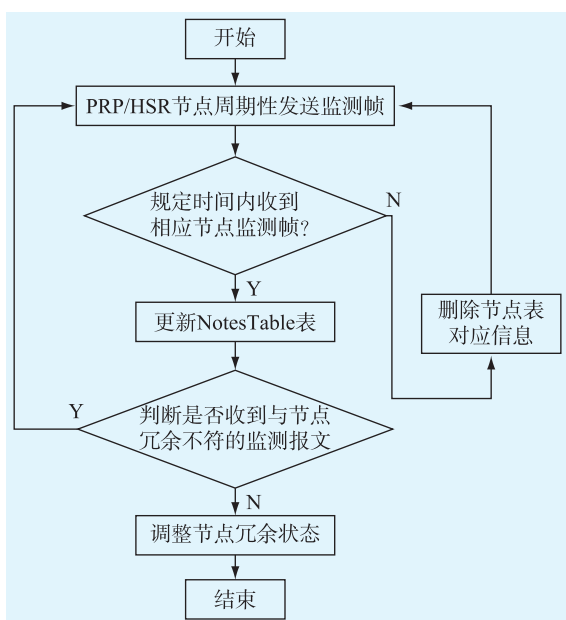 开始
PRP/HSR节点周期性发送监测帧
规定时间内收到
相应节点监测帧?
N
Y
更新NotesTable表
删除节点表
对应信息
Y
判断是否收到与节点
冗余不符的监测报文
N
调整节点冗余状态
结束